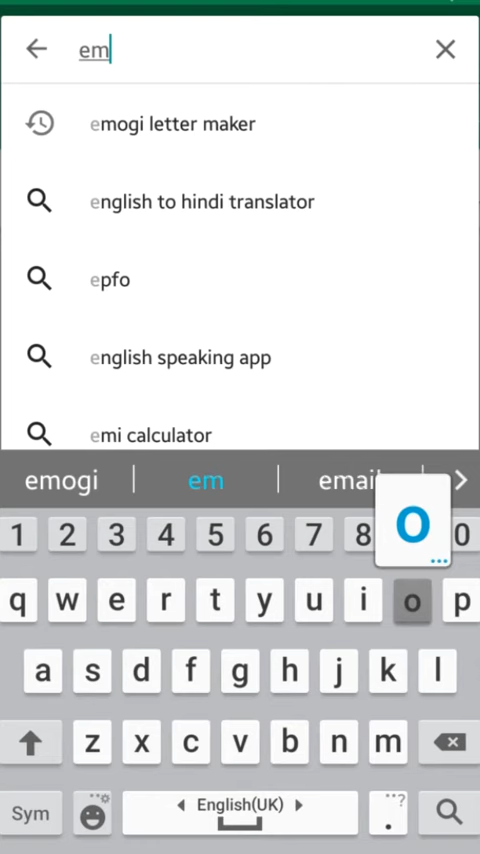 em
emogi letter maker
english to hindi translator
epfo
english speaking app
emi calculator
emogi em
1 2 3 4 5 6 7 8 0
o
...
q w e r t y u i o p
a s d f g h j k l
z x c v b n m
Sym English(UK) . ?